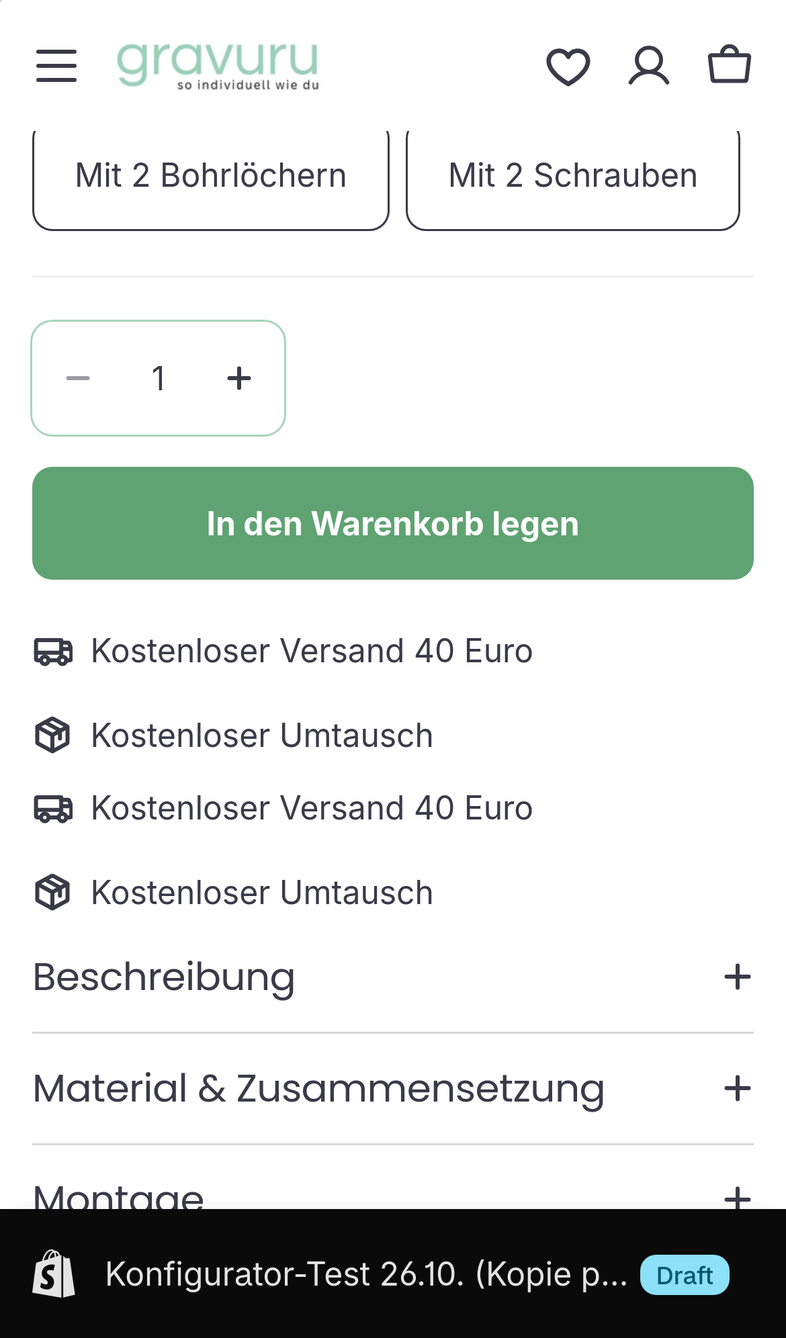 gravuru
so individuell wie du
Mit 2 Bohrlöchern
Mit 2 Schrauben
1
In den Warenkorb legen
Kostenloser Versand 40 Euro
Kostenloser Umtausch
Kostenloser Versand 40 Euro
Kostenloser Umtausch
Beschreibung
Material & Zusammensetzung
Montage
Konfigurator-Test 26.10. (Kopie p... Draft